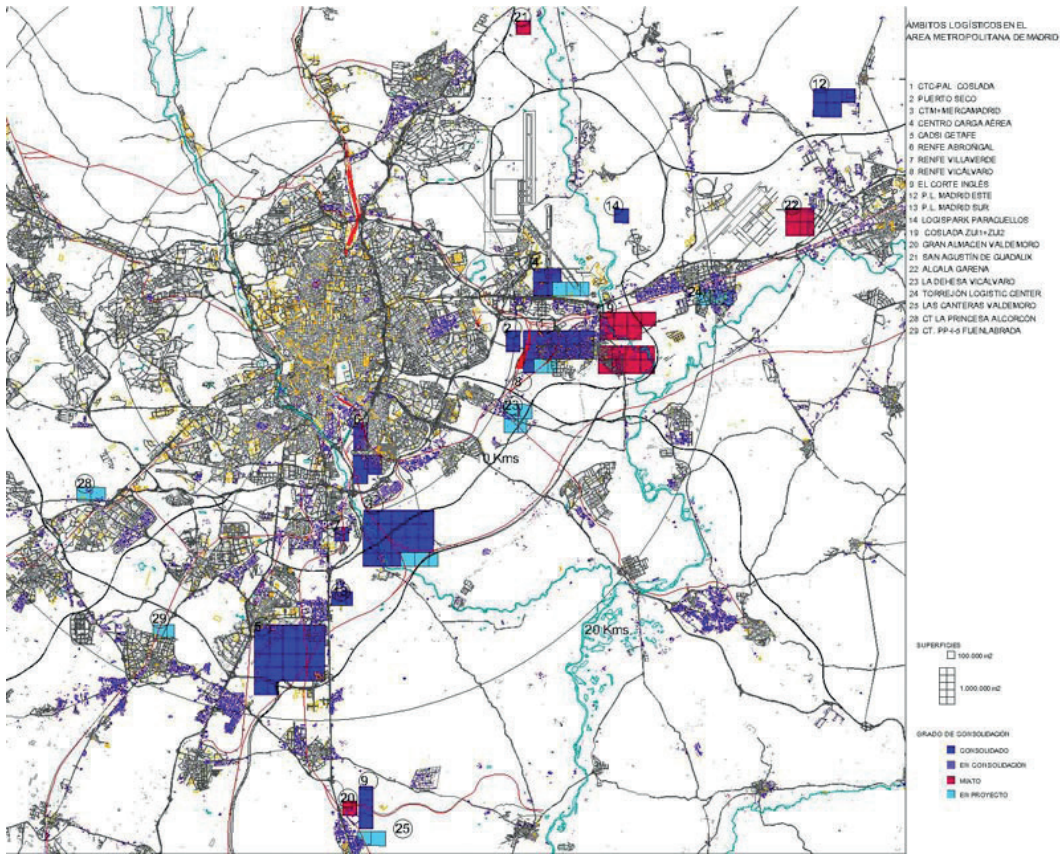 ÁMBITOS LOGÍSTICOS EN EL
AREA METROPOLITANA DE MADRID
1 CTC-PAL COSLADA
2 PUERTO SECO
3 CTM+MERCAMADRID
4 CENTRO CARGA AÉREA
5 CADSI GETAFE
6 RENFE ABROÑIGAL
7 RENFE VILLAVERDE
8 RENFE VICÁLVARO
9 EL CORTE INGLÉS
12 P.L. MADRID ESTE
13 P.L. MADRID SUR
14 LOGISPARK PARACUELLOS
19 COSLADA ZUI1+ZUI2
20 GRAN ALMACEN VALDEMORO
21 SAN AGUSTÍN DE GUADALIX
22 ALCALA GARENA
23 LA DEHESA VICÁLVARO
24 TORREJÓN LOGISTIC CENTER
25 LAS CANTERAS VALDEMORO
28 CT LA PRINCESA ALCORCÓN
29 CT. PP-I-5 FUENLABRADA
21
12
14
22
4
24
2
8
23
10 Kms
28
20 Kms
29
5
9
20
25
SUPERFICIES
100.000 m2
1.000.000 m2
GRADO DE CONSOLIDACIÓN
CONSOLIDADO
EN CONSOLIDACIÓN
MIXTO
EN PROYECTO